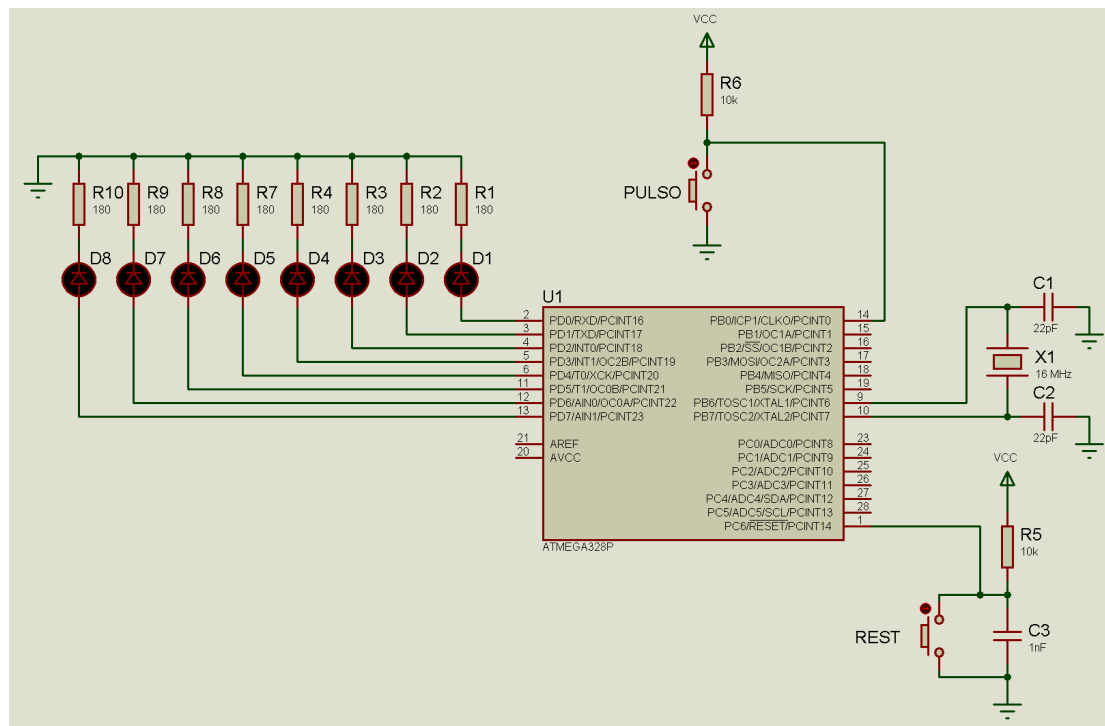 VCC
R6
10k
R10
180
R9
180
R8
180
R7
180
R4
180
R3
180
R2
180
R1
180
PULSO
D8
D7
D6
D5
D4
D3
D2
D1
U1
2
PD0/RXD/PCINT16
3
PD1/TXD/PCINT17
4
PD2/INT0/PCINT18
5
PD3/INT1/OC2B/PCINT19
6
PD4/T0/XCK/PCINT20
11
PD5/T1/OC0B/PCINT21
12
PD6/AIN0/OC0A/PCINT22
13
PD7/AIN1/PCINT23
21
AREF
20
AVCC
PB0/ICP1/CLKO/PCINT0
14
PB1/OC1A/PCINT1
15
PB2/SS/OC1B/PCINT2
16
PB3/MOSI/OC2A/PCINT3
17
PB4/MISO/PCINT4
18
PB5/SCK/PCINT5
19
PB6/TOSC1/XTAL1/PCINT6
9
PB7/TOSC2/XTAL2/PCINT7
10
PC0/ADC0/PCINT8
23
PC1/ADC1/PCINT9
24
PC2/ADC2/PCINT10
25
PC3/ADC3/PCINT11
26
PC4/ADC4/SDA/PCINT12
27
PC5/ADC5/SCL/PCINT13
28
PC6/RESET/PCINT14
1
ATMEGA328P
C1
22pF
X1
16 MHz
C2
22pF
VCC
R5
10k
REST
C3
1nF